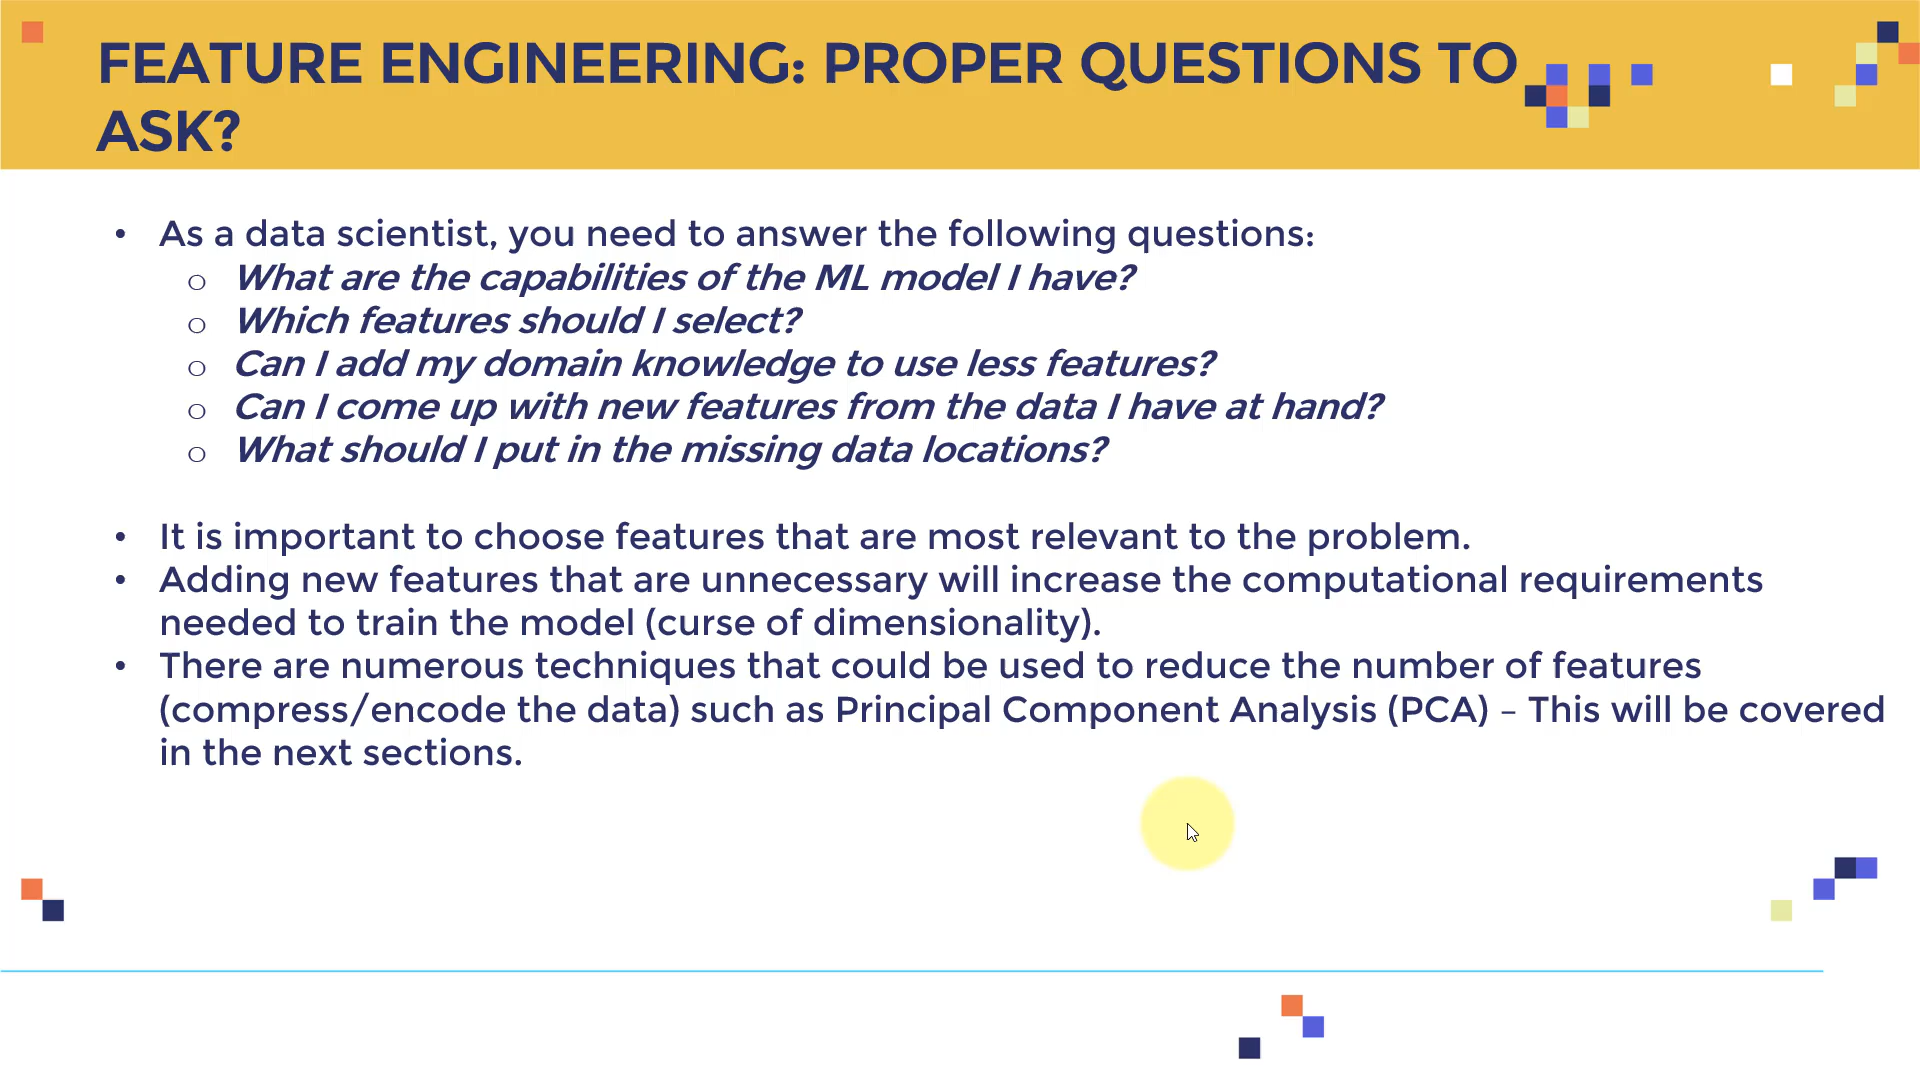 FEATURE ENGINEERING: PROPER QUESTIONS TO
ASK?
• As a data scientist, you need to answer the following questions:
o What are the capabilities of the ML model I have?
o Which features should I select?
o Can I add my domain knowledge to use less features?
o Can I come up with new features from the data I have at hand?
o What should I put in the missing data locations?
• It is important to choose features that are most relevant to the problem.
• Adding new features that are unnecessary will increase the computational requirements
needed to train the model (curse of dimensionality).
• There are numerous techniques that could be used to reduce the number of features
(compress/encode the data) such as Principal Component Analysis (PCA) – This will be covered
in the next sections.